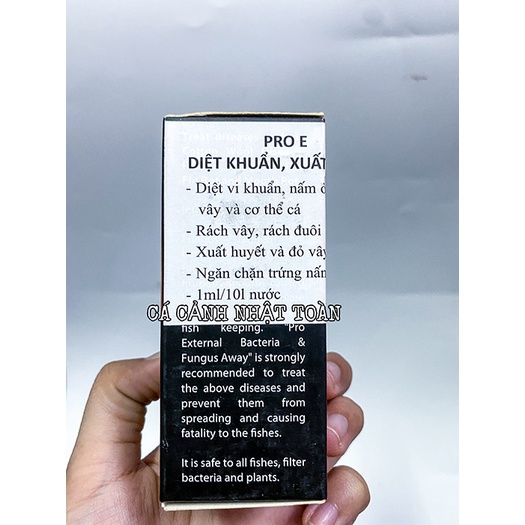 Treat diseases
PRO E
DIỆT KHUẨN, XUẤT
- Diệt vi khuẩn, nấm ở
vây và cơ thể cá
- Rách vây, rách đuôi
- Xuất huyết và đỏ vây
- Ngăn chặn trứng nấm
- 1ml/10l nước
CÁ CẢNH NHẬT TOÀN
fish keeping. "Pro
External Bacteria &
Fungus Away" is strongly
recommended to treat
the above diseases and
prevent them from
spreading and causing
fatality to the fishes.
It is safe to all fishes, filter
bacteria and plants.